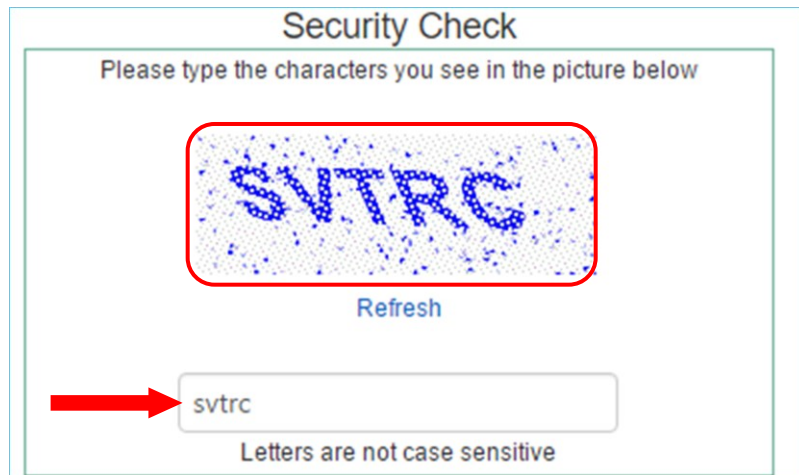 Security Check
Please type the characters you see in the picture below
SVTRC
Refresh
svtrc
Letters are not case sensitive